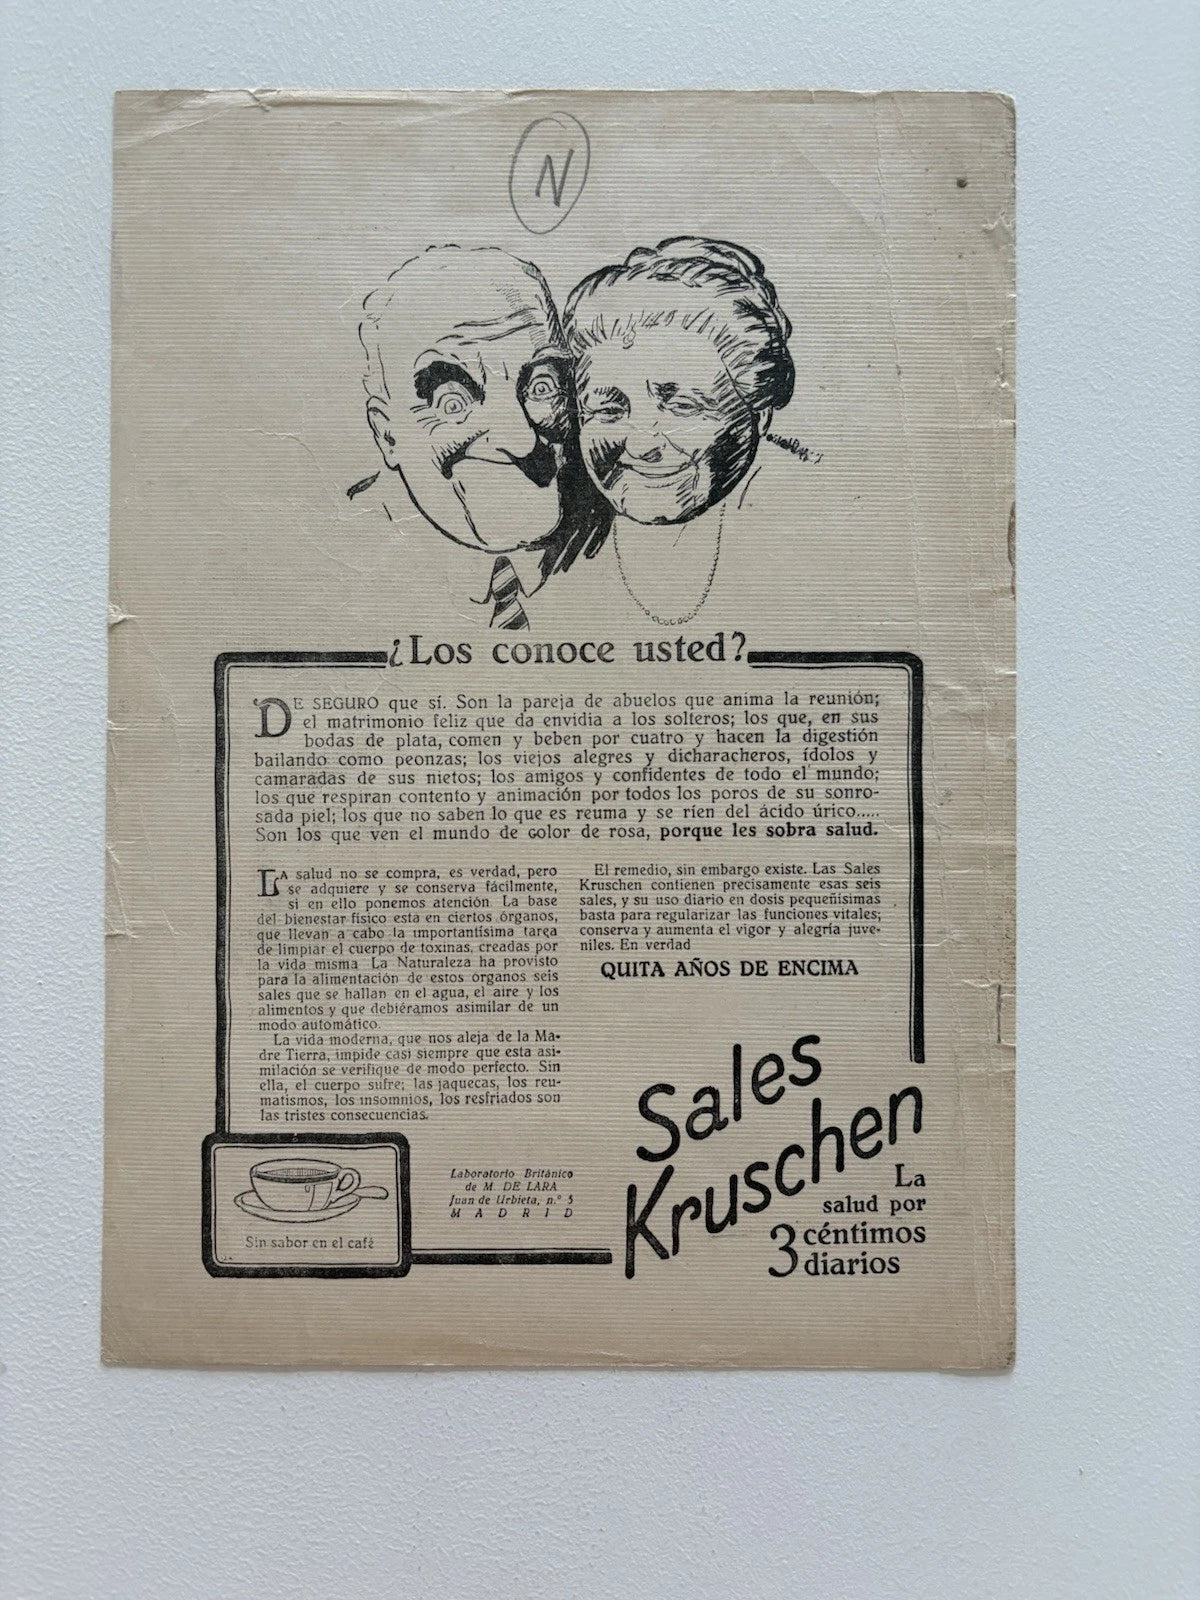 N
¿Los conoce usted?
DE SEGURO que sí. Son la pareja de abuelos que anima la reunión;
el matrimonio feliz que da envidia a los solteros; los que, en sus
bodas de plata, comen y beben por cuatro y hacen la digestión
bailando como peonzas; los viejos alegres y dicharacheros, ídolos y
camaradas de sus nietos; los amigos y confidentes de todo el mundo;
los que respiran contento y animación por todos los poros de su sonro-
sada piel; los que no saben lo que es reuma y se ríen del ácido úrico.....
Son los que ven el mundo de color de rosa, porque les sobra salud.
LA salud no se compra, es verdad, pero
se adquiere y se conserva fácilmente,
si en ello ponemos atención. La base
del bienestar físico está en ciertos órganos,
que llevan a cabo la importantísima tarea
de limpiar el cuerpo de toxinas, creadas por
la vida misma. La Naturaleza ha provisto
para la alimentación de estos órganos seis
sales que se hallan en el agua, el aire y los
alimentos y que debiéramos asimilar de un
modo automático.
La vida moderna, que nos aleja de la Ma-
dre Tierra, impide casi siempre que esta asi-
milación se verifique de modo perfecto. Sin
ella, el cuerpo sufre; las jaquecas, los reu-
matismos, los insomnios, los resfriados son
las tristes consecuencias.
El remedio, sin embargo existe. Las Sales
Kruschen contienen precisamente esas seis
sales, y su uso diario en dosis pequeñísimas
basta para regularizar las funciones vitales;
conserva y aumenta el vigor y alegría juve-
niles. En verdad
QUITA AÑOS DE ENCIMA
Sales
Kruschen
La
salud por
3 céntimos
diarios
Laboratorio Británico
de M. DE LARA
Juan de Urbieta, n.º 5
MADRID
Sin sabor en el café